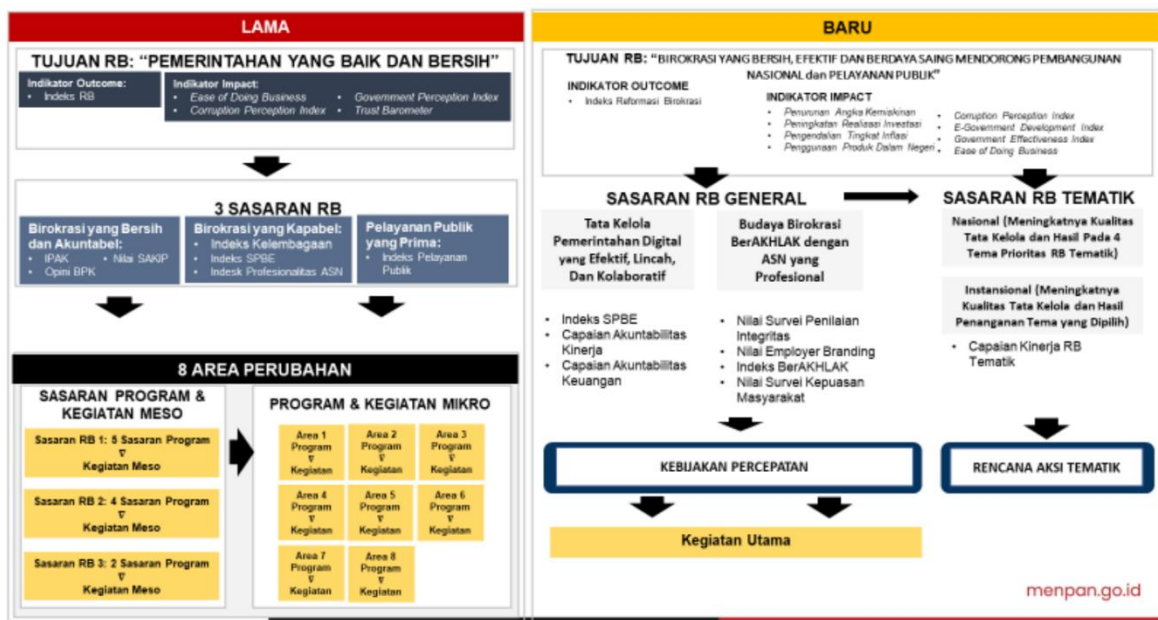 LAMA
TUJUAN RB: “PEMERINTAHAN YANG BAIK DAN BERSIH”
Indikator Outcome:
• Indeks RB
Indikator Impact:
• Ease of Doing Business
• Corruption Perception Index
• Government Perception Index
• Trust Barometer
3 SASARAN RB
Birokrasi yang Bersih
dan Akuntabel:
• IPAK
• Opini BPK
• Nilai SAKIP
Birokrasi yang Kapabel:
• Indeks Kelembagaan
• Indeks SPBE
• Indesk Profesionalitas ASN
Pelayanan Publik
yang Prima:
• Indeks Pelayanan
Publik
8 AREA PERUBAHAN
SASARAN PROGRAM &
KEGIATAN MESO
Sasaran RB 1: 5 Sasaran Program
∇
Kegiatan Meso
Sasaran RB 2: 4 Sasaran Program
∇
Kegiatan Meso
Sasaran RB 3: 2 Sasaran Program
∇
Kegiatan Meso
PROGRAM & KEGIATAN MIKRO
Area 1
Program
∇
Kegiatan
Area 2
Program
∇
Kegiatan
Area 3
Program
∇
Kegiatan
Area 4
Program
∇
Kegiatan
Area 5
Program
∇
Kegiatan
Area 6
Program
∇
Kegiatan
Area 7
Program
∇
Kegiatan
Area 8
Program
∇
Kegiatan
BARU
TUJUAN RB: “BIROKRASI YANG BERSIH, EFEKTIF DAN BERDAYA SAING MENDORONG PEMBANGUNAN
NASIONAL dan PELAYANAN PUBLIK”
INDIKATOR OUTCOME
• Indeks Reformasi Birokrasi
INDIKATOR IMPACT
• Penurunan Angka Kemiskinan
• Peningkatan Realisasi Investasi
• Pengendalian Tingkat Inflasi
• Penggunaan Produk Dalam Negeri
• Corruption Perception Index
• E-Government Development Index
• Government Effectiveness Index
• Ease of Doing Business
SASARAN RB GENERAL
Tata Kelola
Pemerintahan Digital
yang Efektif, Lincah,
Dan Kolaboratif
• Indeks SPBE
• Capaian Akuntabilitas
Kinerja
• Capaian Akuntabilitas
Keuangan
Budaya Birokrasi
BerAKHLAK dengan
ASN yang
Profesional
• Nilai Survei Penilaian
Integritas
• Nilai Employer Branding
• Indeks BerAKHLAK
• Nilai Survei Kepuasan
Masyarakat
SASARAN RB TEMATIK
Nasional (Meningkatnya Kualitas
Tata Kelola dan Hasil Pada 4
Tema Prioritas RB Tematik)
Instansional (Meningkatnya
Kualitas Tata Kelola dan Hasil
Penanganan Tema yang Dipilih)
• Capaian Kinerja RB
Tematik
KEBIJAKAN PERCEPATAN
RENCANA AKSI TEMATIK
Kegiatan Utama
menpan.go.id